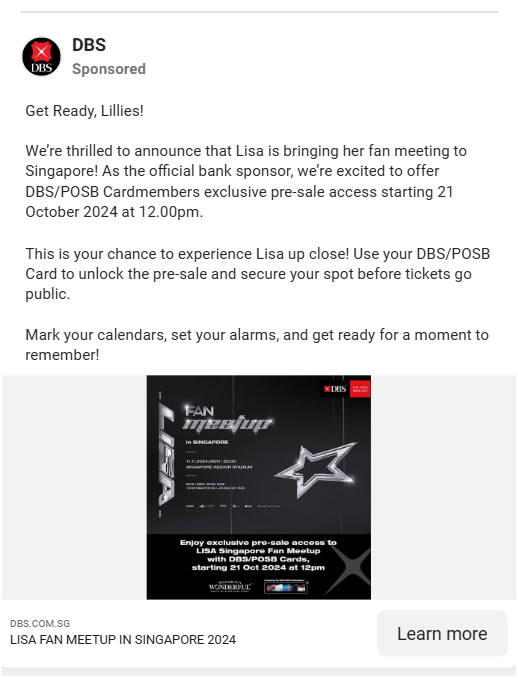 DBS
DBS
Sponsored
Get Ready, Lillies!
We're thrilled to announce that Lisa is bringing her fan meeting to
Singapore! As the official bank sponsor, we're excited to offer
DBS/POSB Cardmembers exclusive pre-sale access starting 21
October 2024 at 12.00pm.
This is your chance to experience Lisa up close! Use your DBS/POSB
Card to unlock the pre-sale and secure your spot before tickets go
public.
Mark your calendars, set your alarms, and get ready for a moment to
remember!
DBS
LISA
FAN
meetup
in SINGAPORE
11.11.2024.MON | 20:00
SINGAPORE INDOOR STADIUM
Enjoy exclusive pre-sale access to
LISA Singapore Fan Meetup
with DBS/POSB Cards,
starting 21 Oct 2024 at 12pm
WONDERFUL
DBS.COM.SG
LISA FAN MEETUP IN SINGAPORE 2024
Learn more